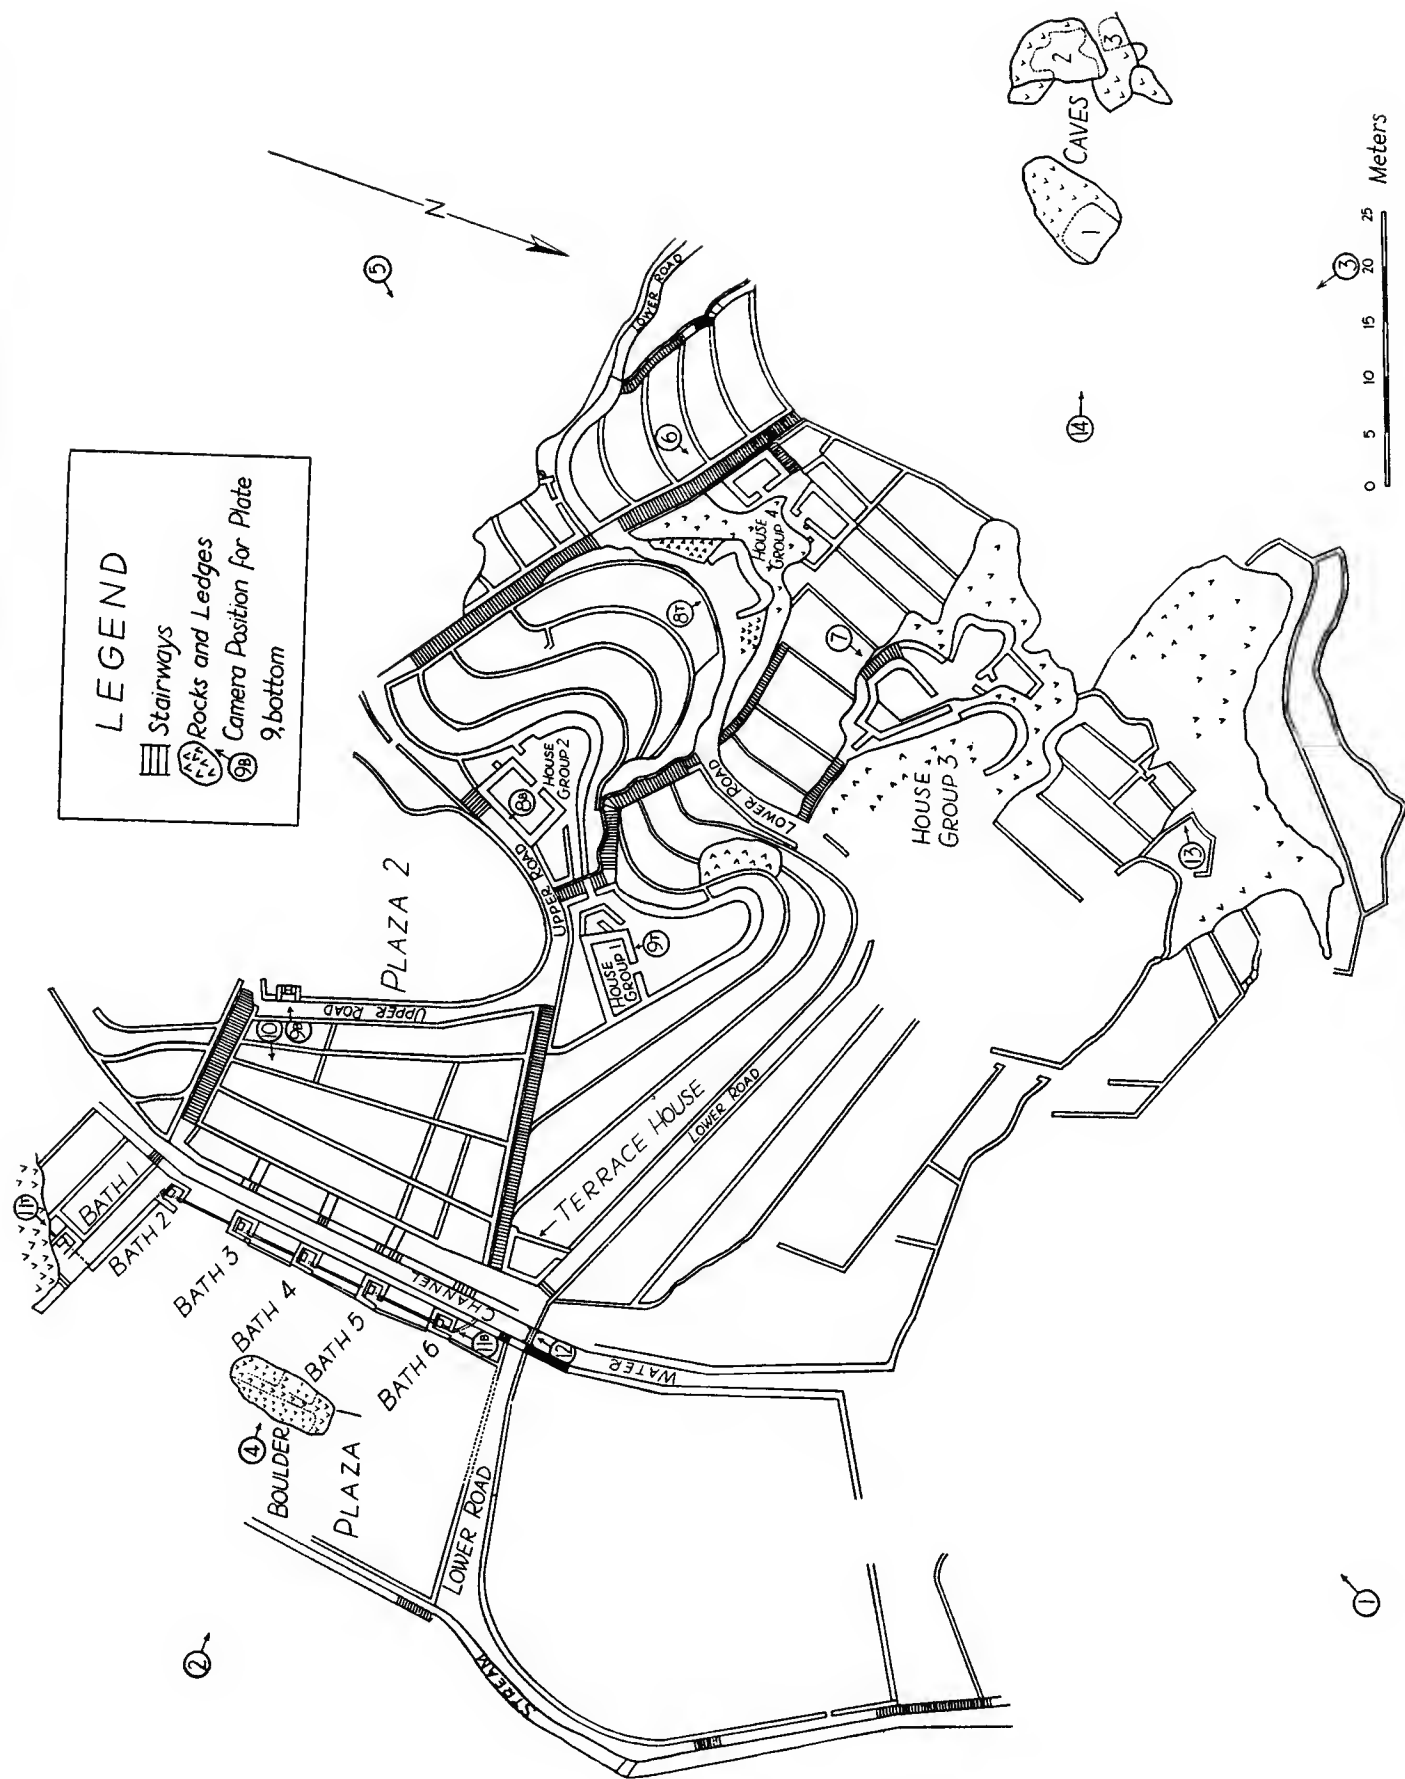 LEGEND
Stairways
Rocks and Ledges
9B Camera Position for Plate
9, bottom
N
5
2
3
CAVES
1
3
0 5 10 15 20 25 Meters
14
LOWER ROAD
6
HOUSE
GROUP 4
8T
7
PLAZA 2
8B
HOUSE
GROUP 2
UPPER ROAD
LOWER ROAD
HOUSE
GROUP 3
13
HOUSE
GROUP 1
9T
9B
10
UPPER ROAD
TERRACE HOUSE
LOWER ROAD
11T
BATH 1
BATH 2
BATH 3
BATH 4
BATH 5
BATH 6
CHANNEL
11B
12
WATER
4
BOULDER
PLAZA 1
LOWER ROAD
2
STREAM
1